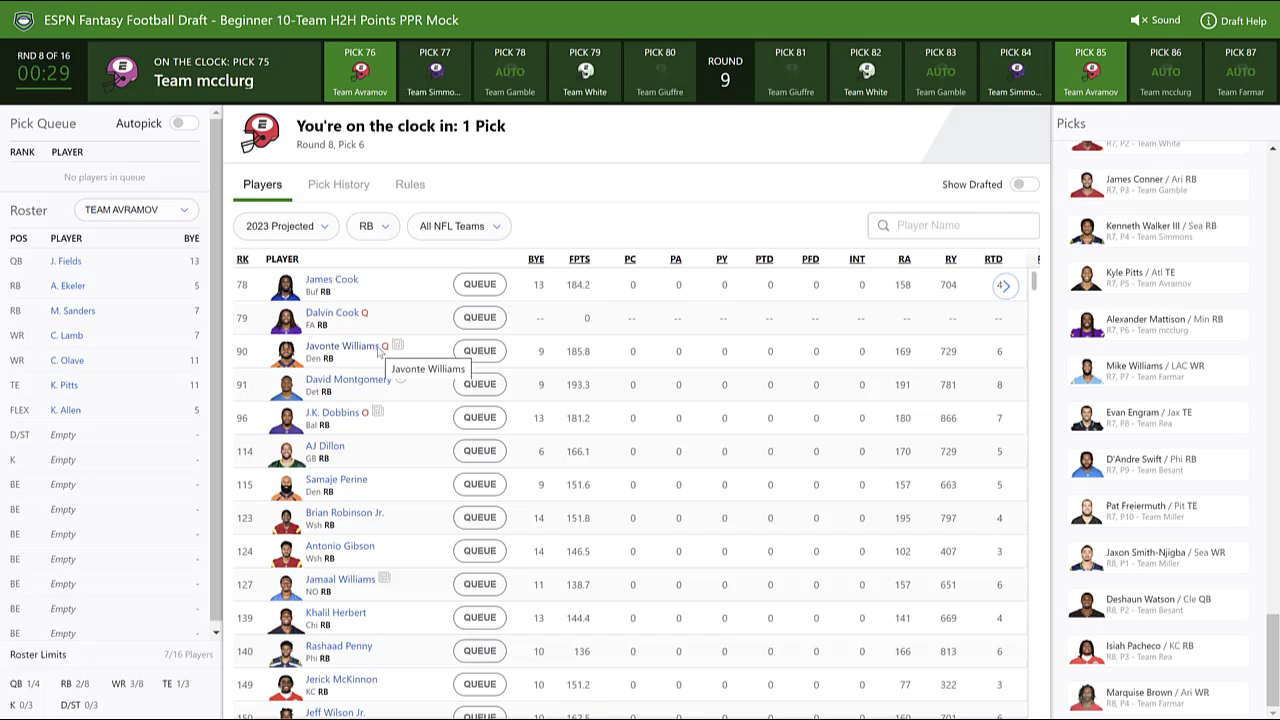 ESPN Fantasy Football Draft - Beginner 10-Team H2H Points PPR Mock
Sound
Draft Help
RND 8 OF 16
00:29
ON THE CLOCK: PICK 75
Team mcclurg
PICK 76
Team Avramov
PICK 77
Team Simmo...
PICK 78
AUTO
Team Gamble
PICK 79
Team White
PICK 80
Team Giuffre
ROUND
9
PICK 81
Team Giuffre
PICK 82
Team White
PICK 83
AUTO
Team Gamble
PICK 84
Team Simmo...
PICK 85
Team Avramov
PICK 86
AUTO
Team mcclurg
PICK 87
AUTO
Team Farmar
Pick Queue
Autopick
RANK PLAYER
No players in queue
Roster
TEAM AVRAMOV
POS PLAYER BYE
QB J. Fields 13
RB A. Ekeler 5
RB M. Sanders 7
WR C. Lamb 7
WR C. Olave 11
TE K. Pitts 11
FLEX K. Allen 5
D/ST Empty -
K Empty -
BE Empty -
BE Empty -
BE Empty -
BE Empty -
BE Empty -
BE Empty
Roster Limits 7/16 Players
QB 1/4 RB 2/8 WR 3/8 TE 1/3
K 0/ D/ST 0/3
You're on the clock in: 1 Pick
Round 8, Pick 6
Players Pick History Rules
Show Drafted
2023 Projected RB All NFL Teams
Player Name
RK PLAYER BYE FPTS PC PA PY PTD PFD INT RA RY RTD
78 James Cook Buf RB QUEUE 13 184.2 0 0 0 0 0 0 158 704 4
79 Dalvin Cook Q FA RB QUEUE -- 0 -- -- -- -- -- -- -- -- --
90 Javonte Williams Q Den RB QUEUE 9 185.8 0 0 0 0 0 0 169 729 6
Javonte Williams
91 David Montgomery Det RB QUEUE 9 193.3 0 0 0 0 0 0 191 781 8
96 J.K. Dobbins O Bal RB QUEUE 13 181.2 0 0 0 0 0 0 180 866 7
114 AJ Dillon GB RB QUEUE 6 166.1 0 0 0 0 0 0 170 729 5
115 Samaje Perine Den RB QUEUE 9 151.6 0 0 0 0 0 0 157 663 5
123 Brian Robinson Jr. Wsh RB QUEUE 14 151.8 0 0 0 0 0 0 195 797 4
124 Antonio Gibson Wsh RB QUEUE 14 146.5 0 0 0 0 0 0 102 407 3
127 Jamaal Williams NO RB QUEUE 11 138.7 0 0 0 0 0 0 157 651 6
139 Khalil Herbert Chi RB QUEUE 13 144.4 0 0 0 0 0 0 141 669 4
140 Rashaad Penny Phi RB QUEUE 10 136 0 0 0 0 0 0 166 813 6
149 Jerick McKinnon KC RB QUEUE 10 151.2 0 0 0 0 0 0 77 322 3
150 Jeff Wilson Jr. QUEUE 10 162.5 0 0 0 0 0 0 160 701 6
Picks
R7, P2 - Team White
James Conner / Ari RB
R7, P3 - Team Gamble
Kenneth Walker III / Sea RB
R7, P4 - Team Simmons
Kyle Pitts / Atl TE
R7, P5 - Team Avramov
Alexander Mattison / Min RB
R7, P6 - Team mcclurg
Mike Williams / LAC WR
R7, P7 - Team Farmar
Evan Engram / Jax TE
R7, P8 - Team Rea
D'Andre Swift / Phi RB
R7, P9 - Team Besant
Pat Freiermuth / Pit TE
R7, P10 - Team Miller
Jaxon Smith-Njigba / Sea WR
R8, P1 - Team Miller
Deshaun Watson / Cle QB
R8, P2 - Team Besant
Isiah Pacheco / KC RB
R8, P3 - Team Rea
Marquise Brown / Ari WR
R8, P4 - Team Farmar